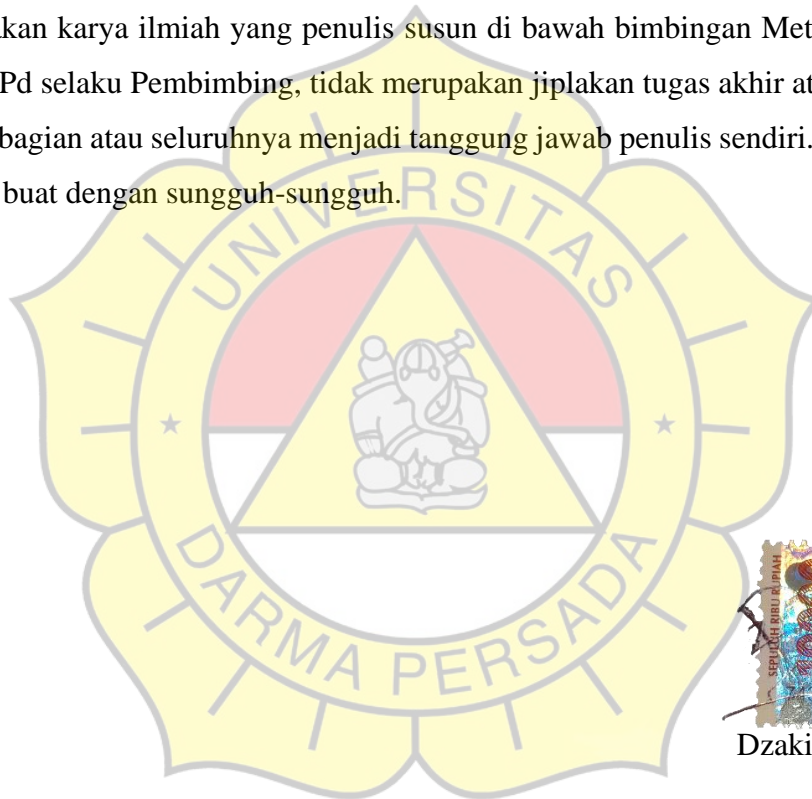 akan karya ilmiah yang penulis susun di bawah bimbingan Met
Pd selaku Pembimbing, tidak merupakan jiplakan tugas akhir at
bagian atau seluruhnya menjadi tanggung jawab penulis sendiri.
buat dengan sungguh-sungguh.
UNIVERSITAS
DARMA PERSADA
SEPULUH RIBU RUPIAH
Dzaki